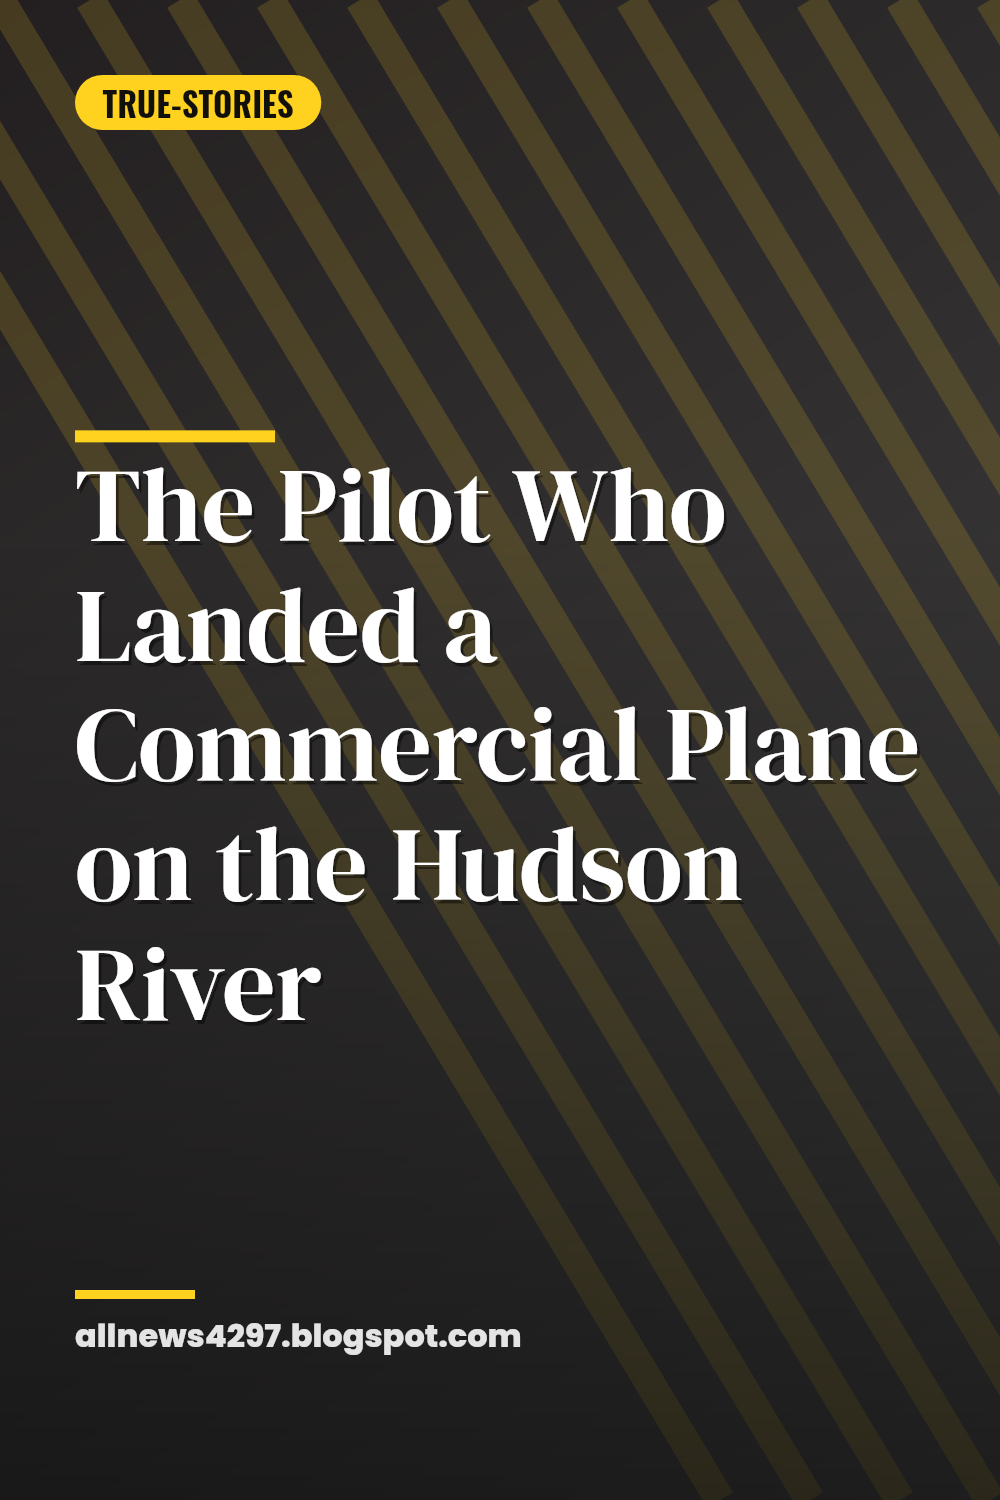 TRUE-STORIES
The Pilot Who
Landed a
Commercial Plane
on the Hudson
River
allnews4297.blogspot.com